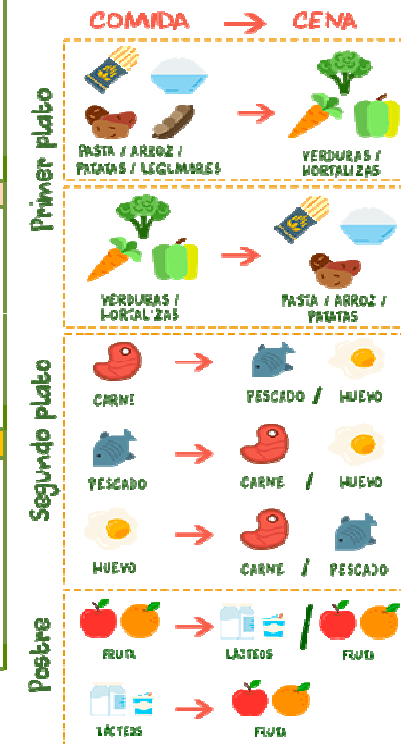 COMIDA → CENA
Primer plato
PASTA / ARROZ /
PATATAS / LEGUMBRES
VERDURAS /
HORTALIZAS
VERDURAS /
HORTALIZAS
PASTA / ARROZ /
PATATAS
Segundo plato
CARNE
PESCADO / HUEVO
PESCADO
CARNE / HUEVO
HUEVO
CARNE / PESCADO
Postre
FRUTA
LÁCTEOS / FRUTA
LÁCTEOS
FRUTA